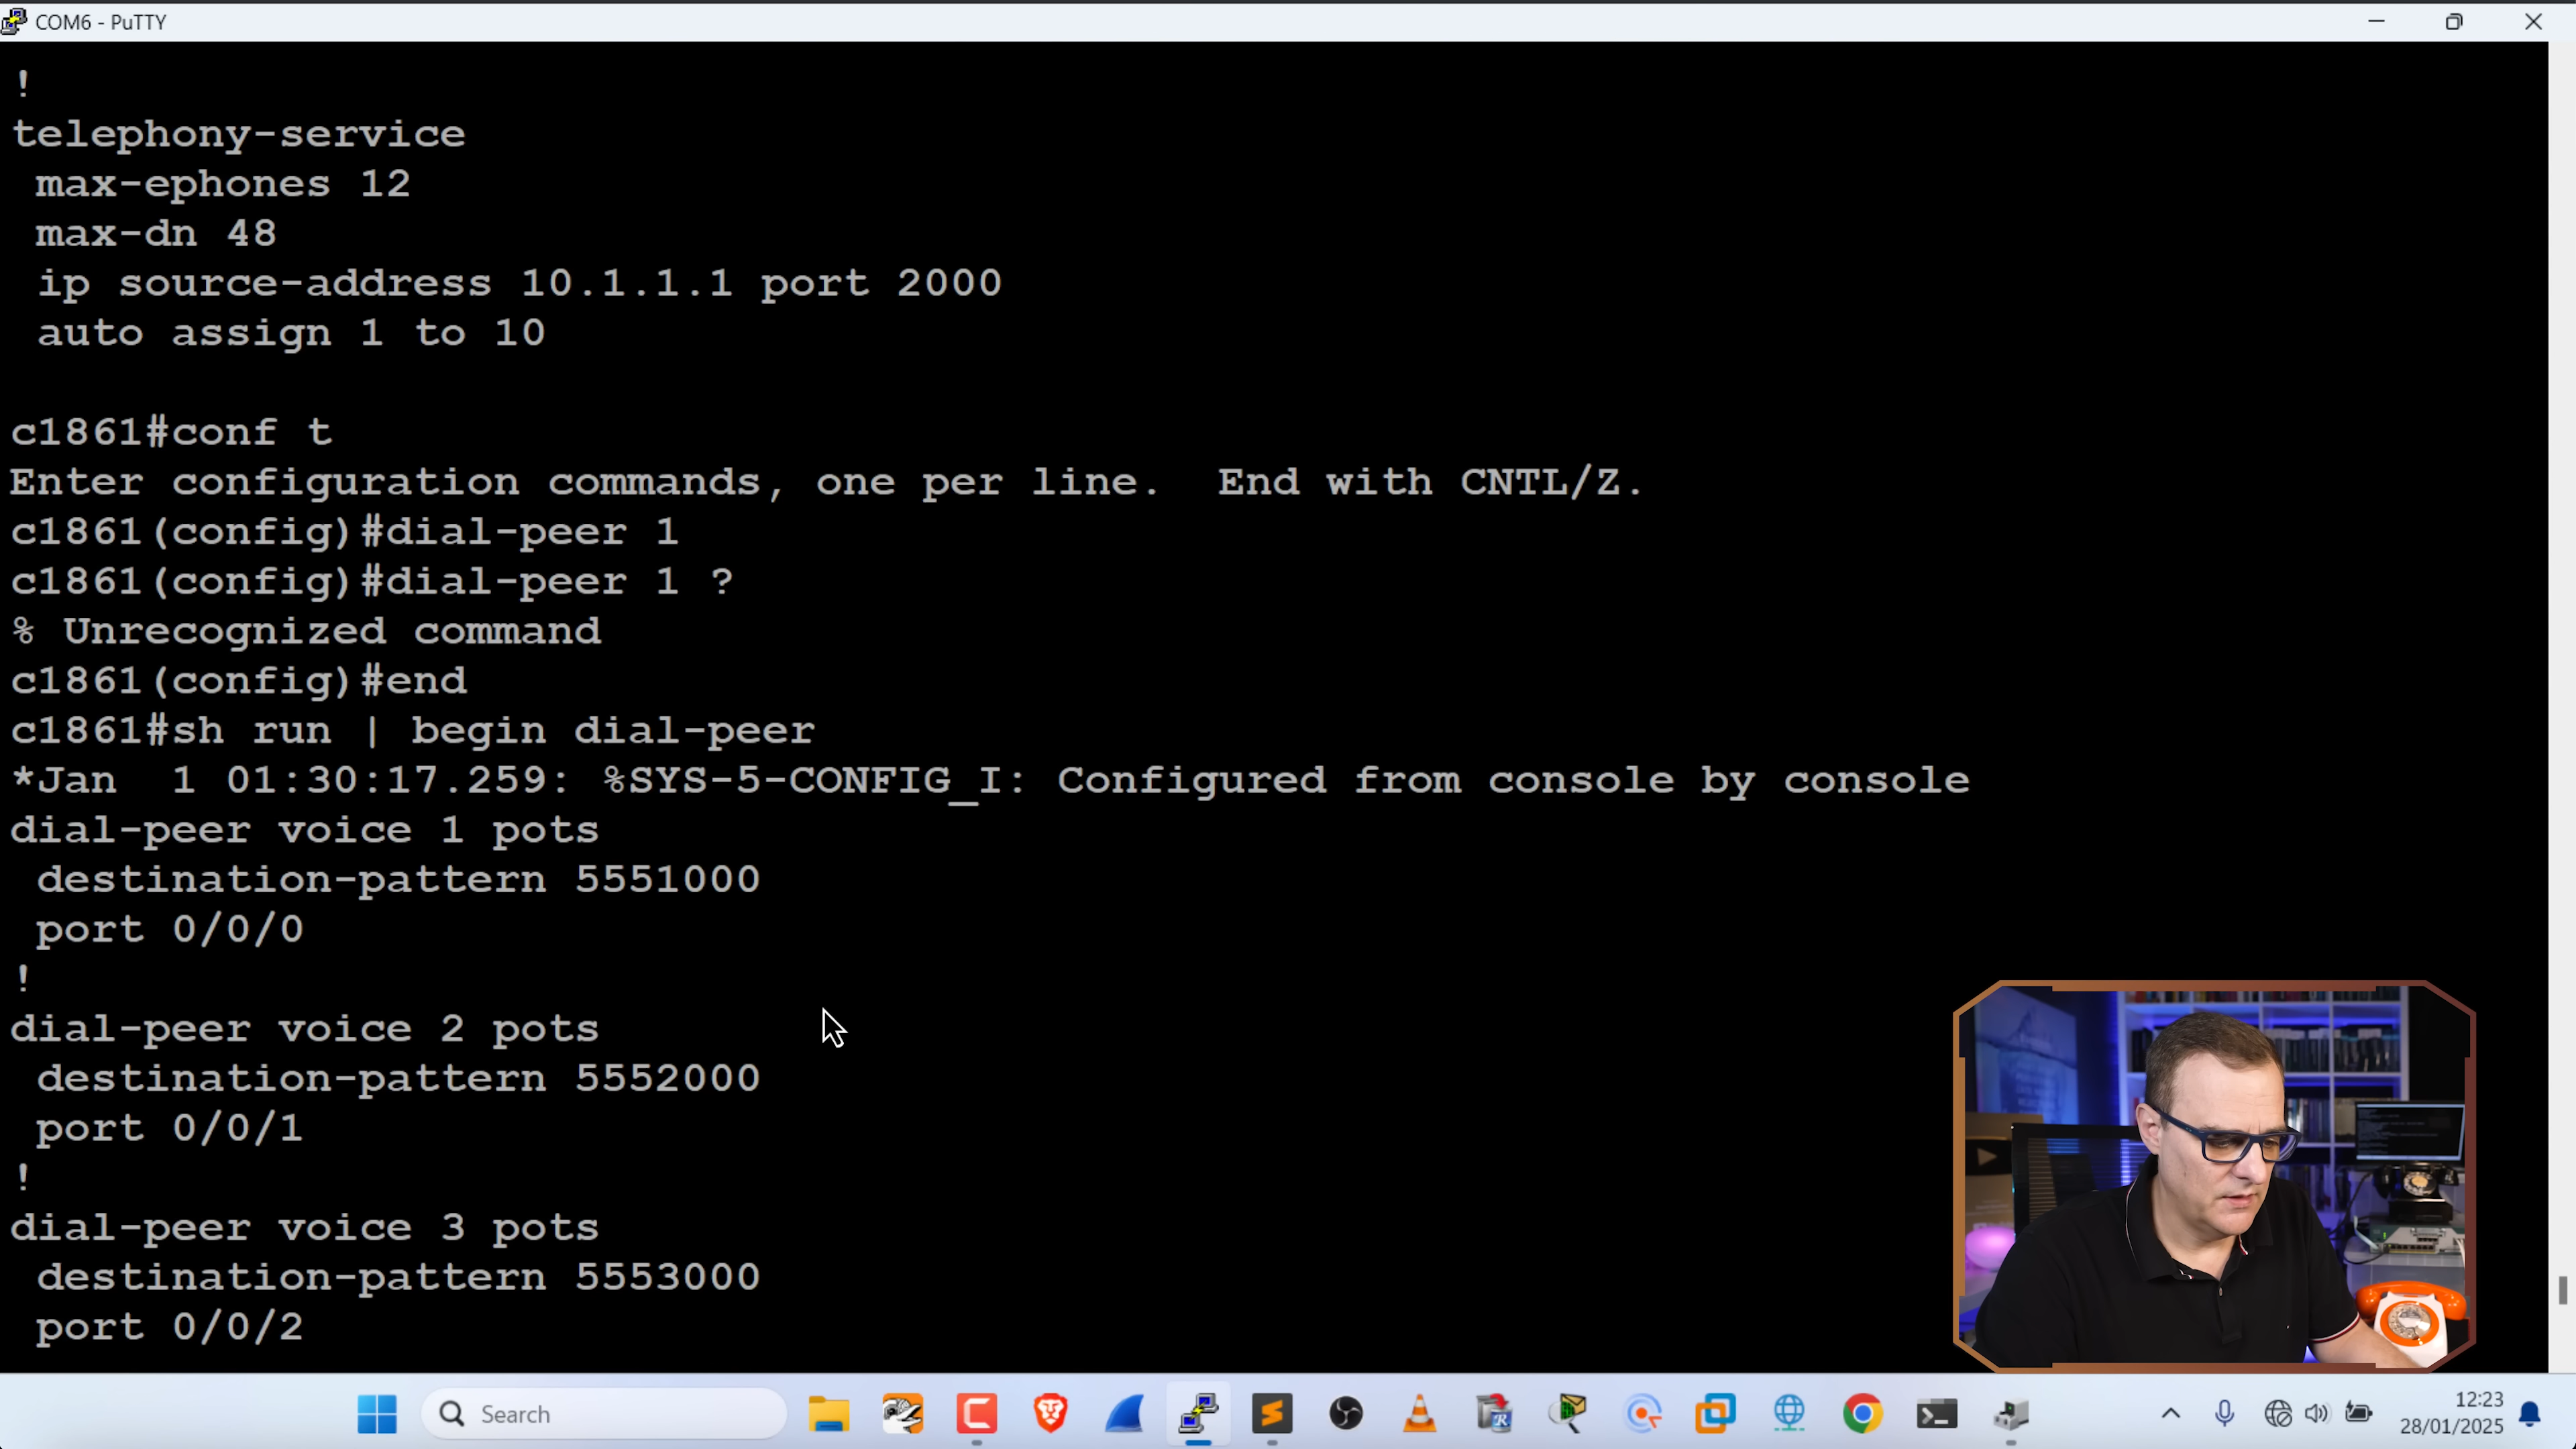 COM6 - PuTTY
!
telephony-service
max-ephones 12
max-dn 48
ip source-address 10.1.1.1 port 2000
auto assign 1 to 10
c1861#conf t
Enter configuration commands, one per line.  End with CNTL/Z.
c1861(config)#dial-peer 1
c1861(config)#dial-peer 1 ?
% Unrecognized command
c1861(config)#end
c1861#sh run | begin dial-peer
*Jan  1 01:30:17.259: %SYS-5-CONFIG_I: Configured from console by console
dial-peer voice 1 pots
destination-pattern 5551000
port 0/0/0
!
dial-peer voice 2 pots
destination-pattern 5552000
port 0/0/1
!
dial-peer voice 3 pots
destination-pattern 5553000
port 0/0/2
Search
12:23
28/01/2025